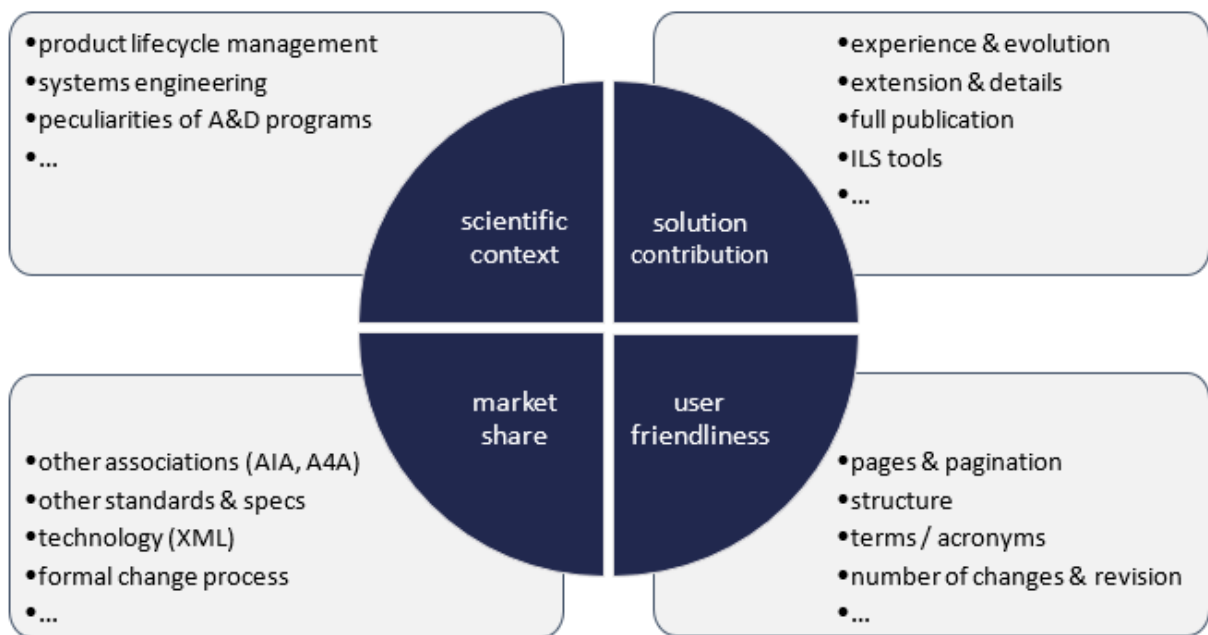 •product lifecycle management
•systems engineering
•peculiarities of A&D programs
•...
•experience & evolution
•extension & details
•full publication
•ILS tools
•...
scientific
context
solution
contribution
market
share
user
friendliness
•other associations (AIA, A4A)
•other standards & specs
•technology (XML)
•formal change process
•...
•pages & pagination
•structure
•terms / acronyms
•number of changes & revision
•...